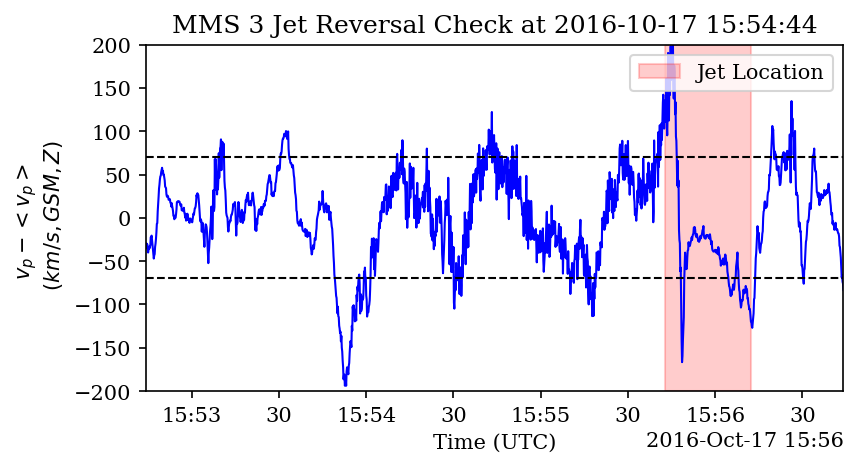 MMS 3 Jet Reversal Check at 2016-10-17 15:54:44
v_p − < v_p >
(km/s, GSM, Z)
200
150
100
50
0
−50
−100
−150
−200
Jet Location
15:53 30 15:54 30 15:55 30 15:56 30
Time (UTC)
2016-Oct-17 15:56